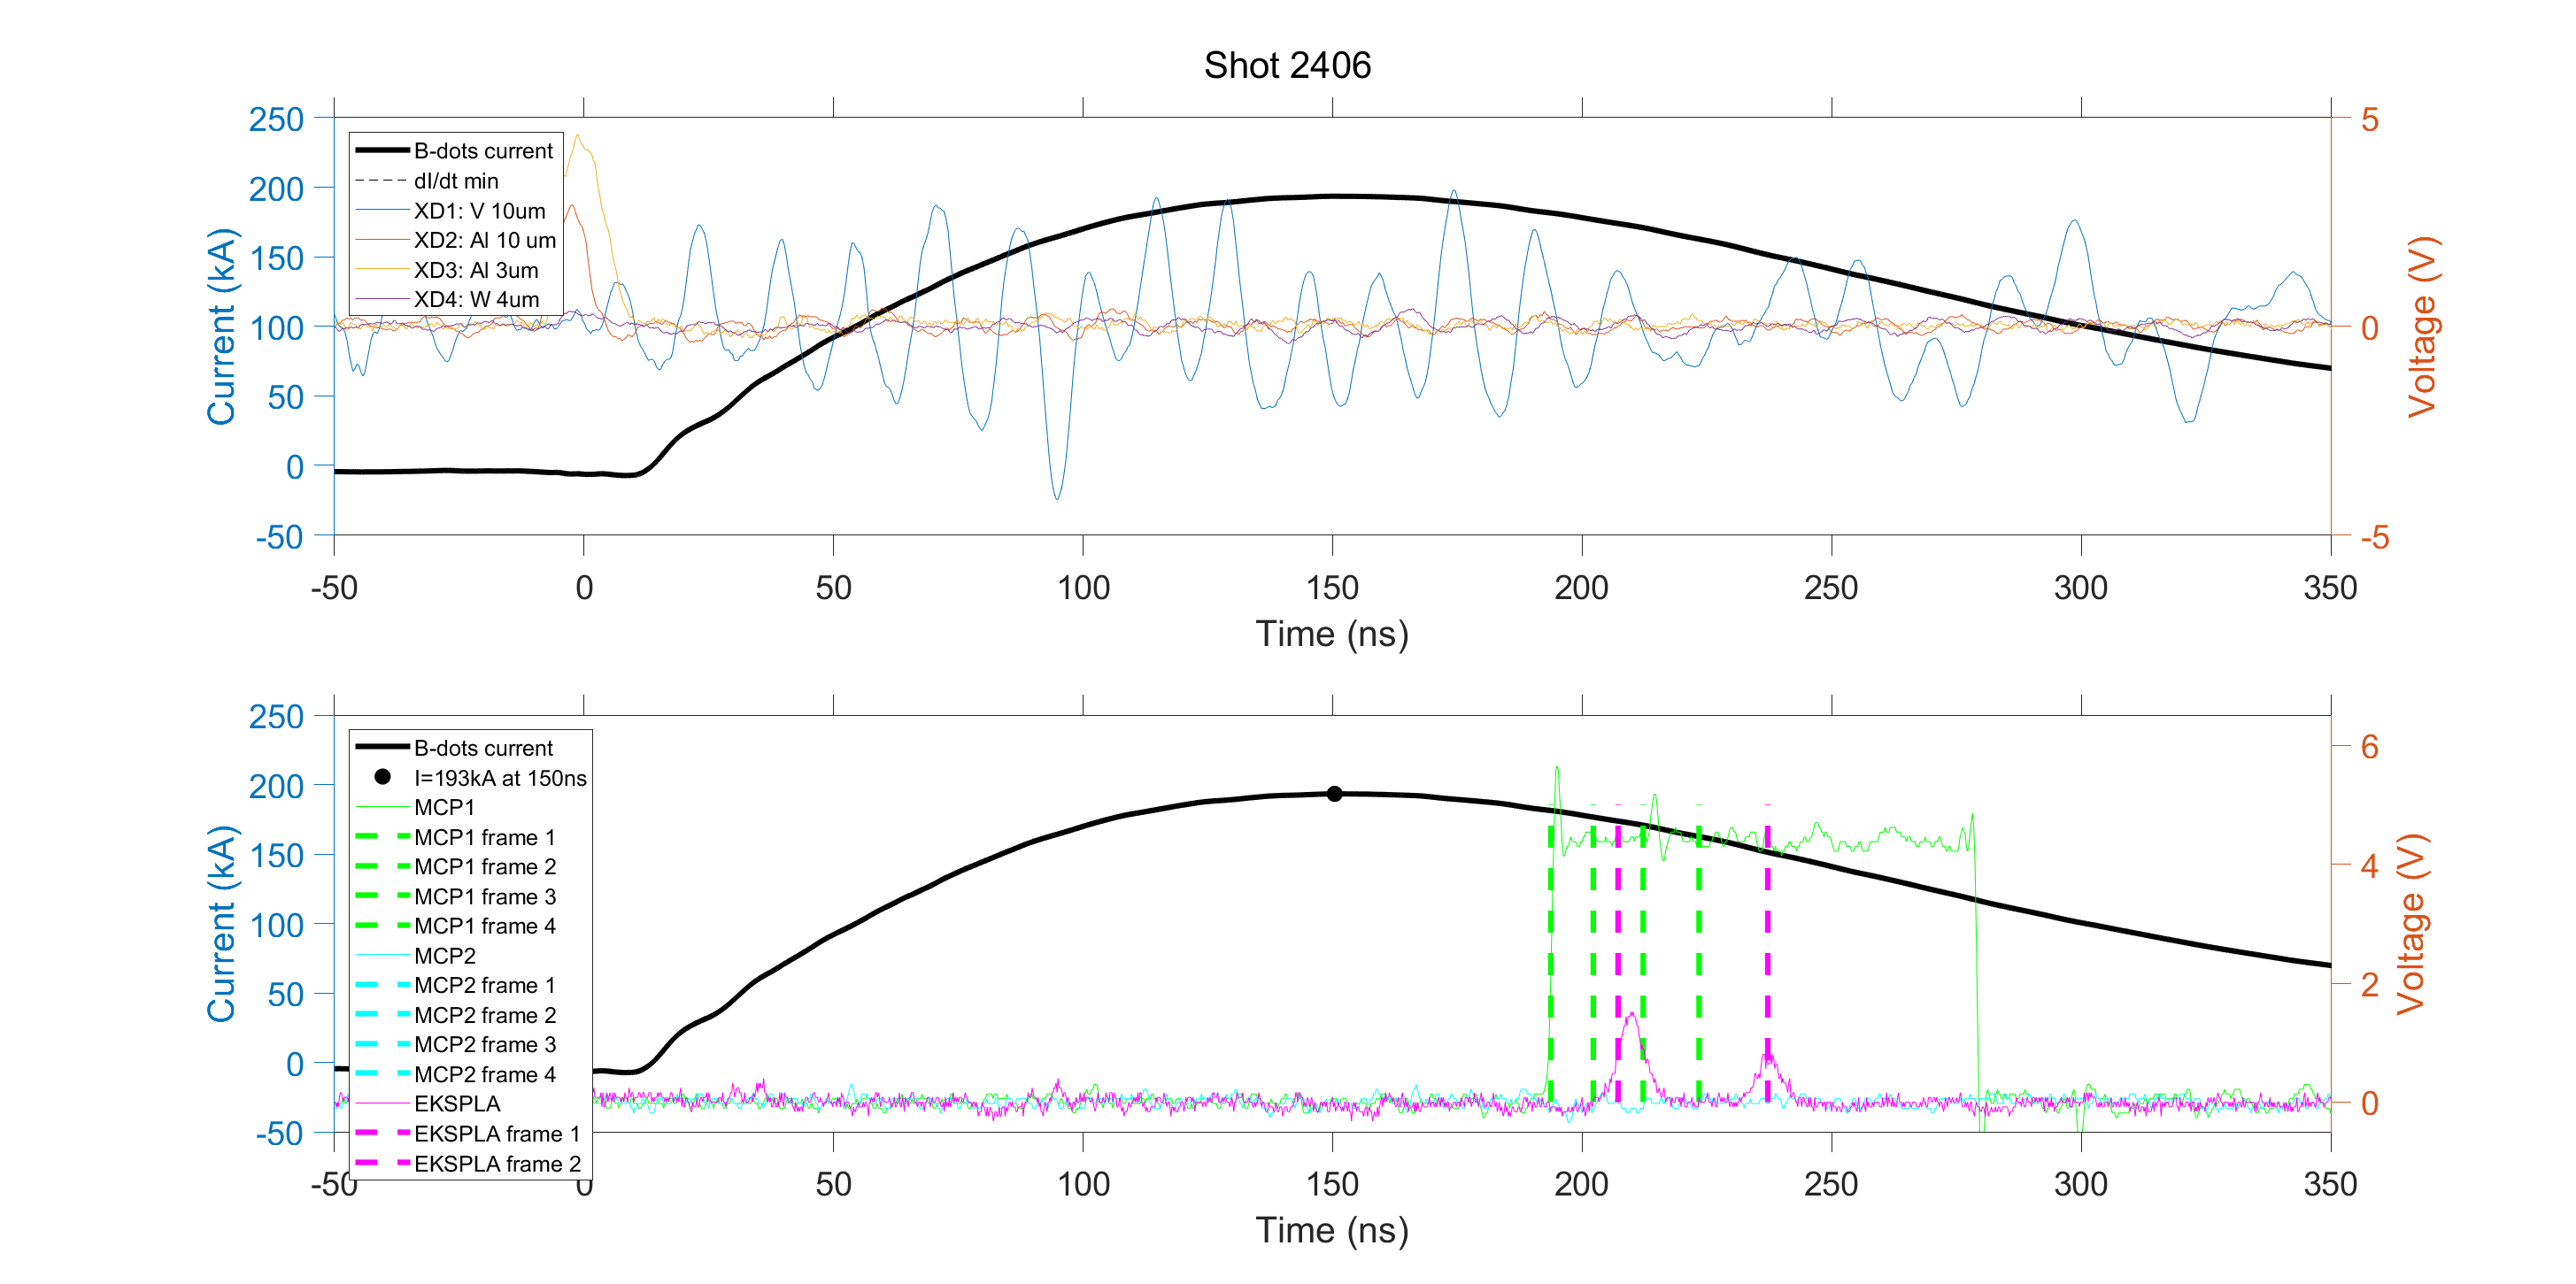 Shot 2406
250
200
150
100
50
0
-50
Current (kA)
5
0
-5
Voltage (V)
B-dots current
dI/dt min
XD1: V 10um
XD2: Al 10 um
XD3: Al 3um
XD4: W 4um
-50 0 50 100 150 200 250 300 350
Time (ns)
250
200
150
100
50
0
-50
Current (kA)
6
4
2
0
Voltage (V)
B-dots current
I=193kA at 150ns
MCP1
MCP1 frame 1
MCP1 frame 2
MCP1 frame 3
MCP1 frame 4
MCP2
MCP2 frame 1
MCP2 frame 2
MCP2 frame 3
MCP2 frame 4
EKSPLA
EKSPLA frame 1
EKSPLA frame 2
-50 0 50 100 150 200 250 300 350
Time (ns)